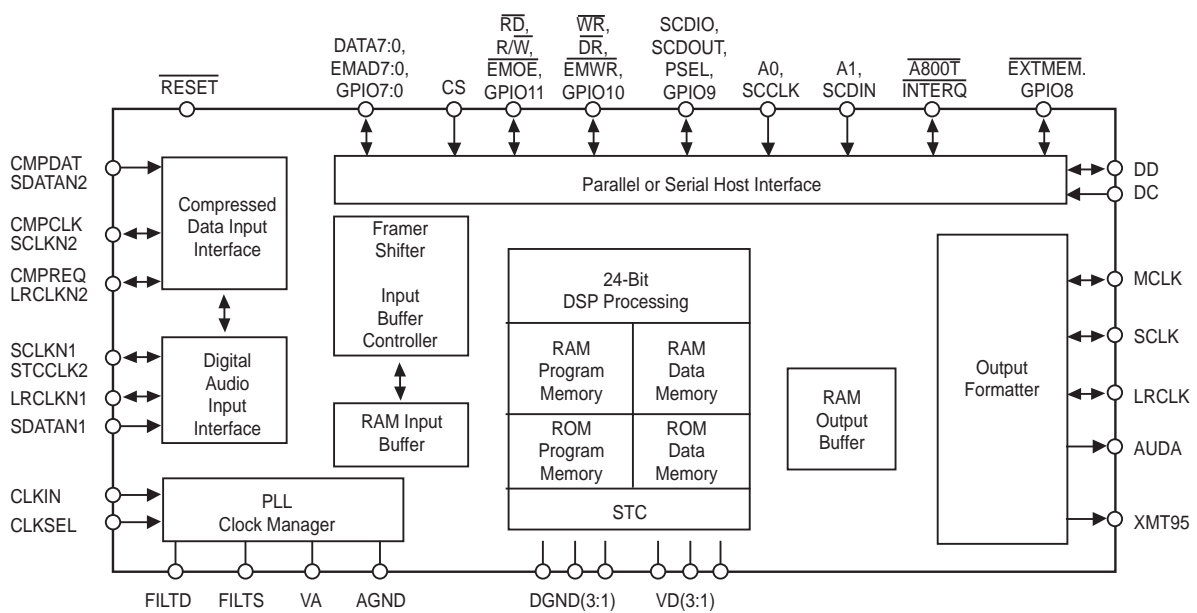 DATA7:0,
EMAD7:0,
GPIO7:0
CS
RD,
R/W,
EMOE,
GPIO11
WR,
DR,
EMWR,
GPIO10
SCDIO,
SCDOUT,
PSEL,
GPIO9
A0,
SCCLK
A1,
SCDIN
A800T
INTERQ
EXTMEM.
GPIO8
RESET
CMPDAT
SDATAN2
CMPCLK
SCLKN2
CMPREQ
LRCLKN2
SCLKN1
STCCLK2
LRCLKN1
SDATAN1
CLKIN
CLKSEL
Compressed
Data Input
Interface
Digital
Audio
Input
Interface
PLL
Clock Manager
Parallel or Serial Host Interface
Framer
Shifter
Input
Buffer
Controller
RAM Input
Buffer
24-Bit
DSP Processing
RAM
Program
Memory
RAM
Data
Memory
ROM
Program
Memory
ROM
Data
Memory
STC
RAM
Output
Buffer
Output
Formatter
DD
DC
MCLK
SCLK
LRCLK
AUDA
XMT95
FILTD
FILTS
VA
AGND
DGND(3:1)
VD(3:1)